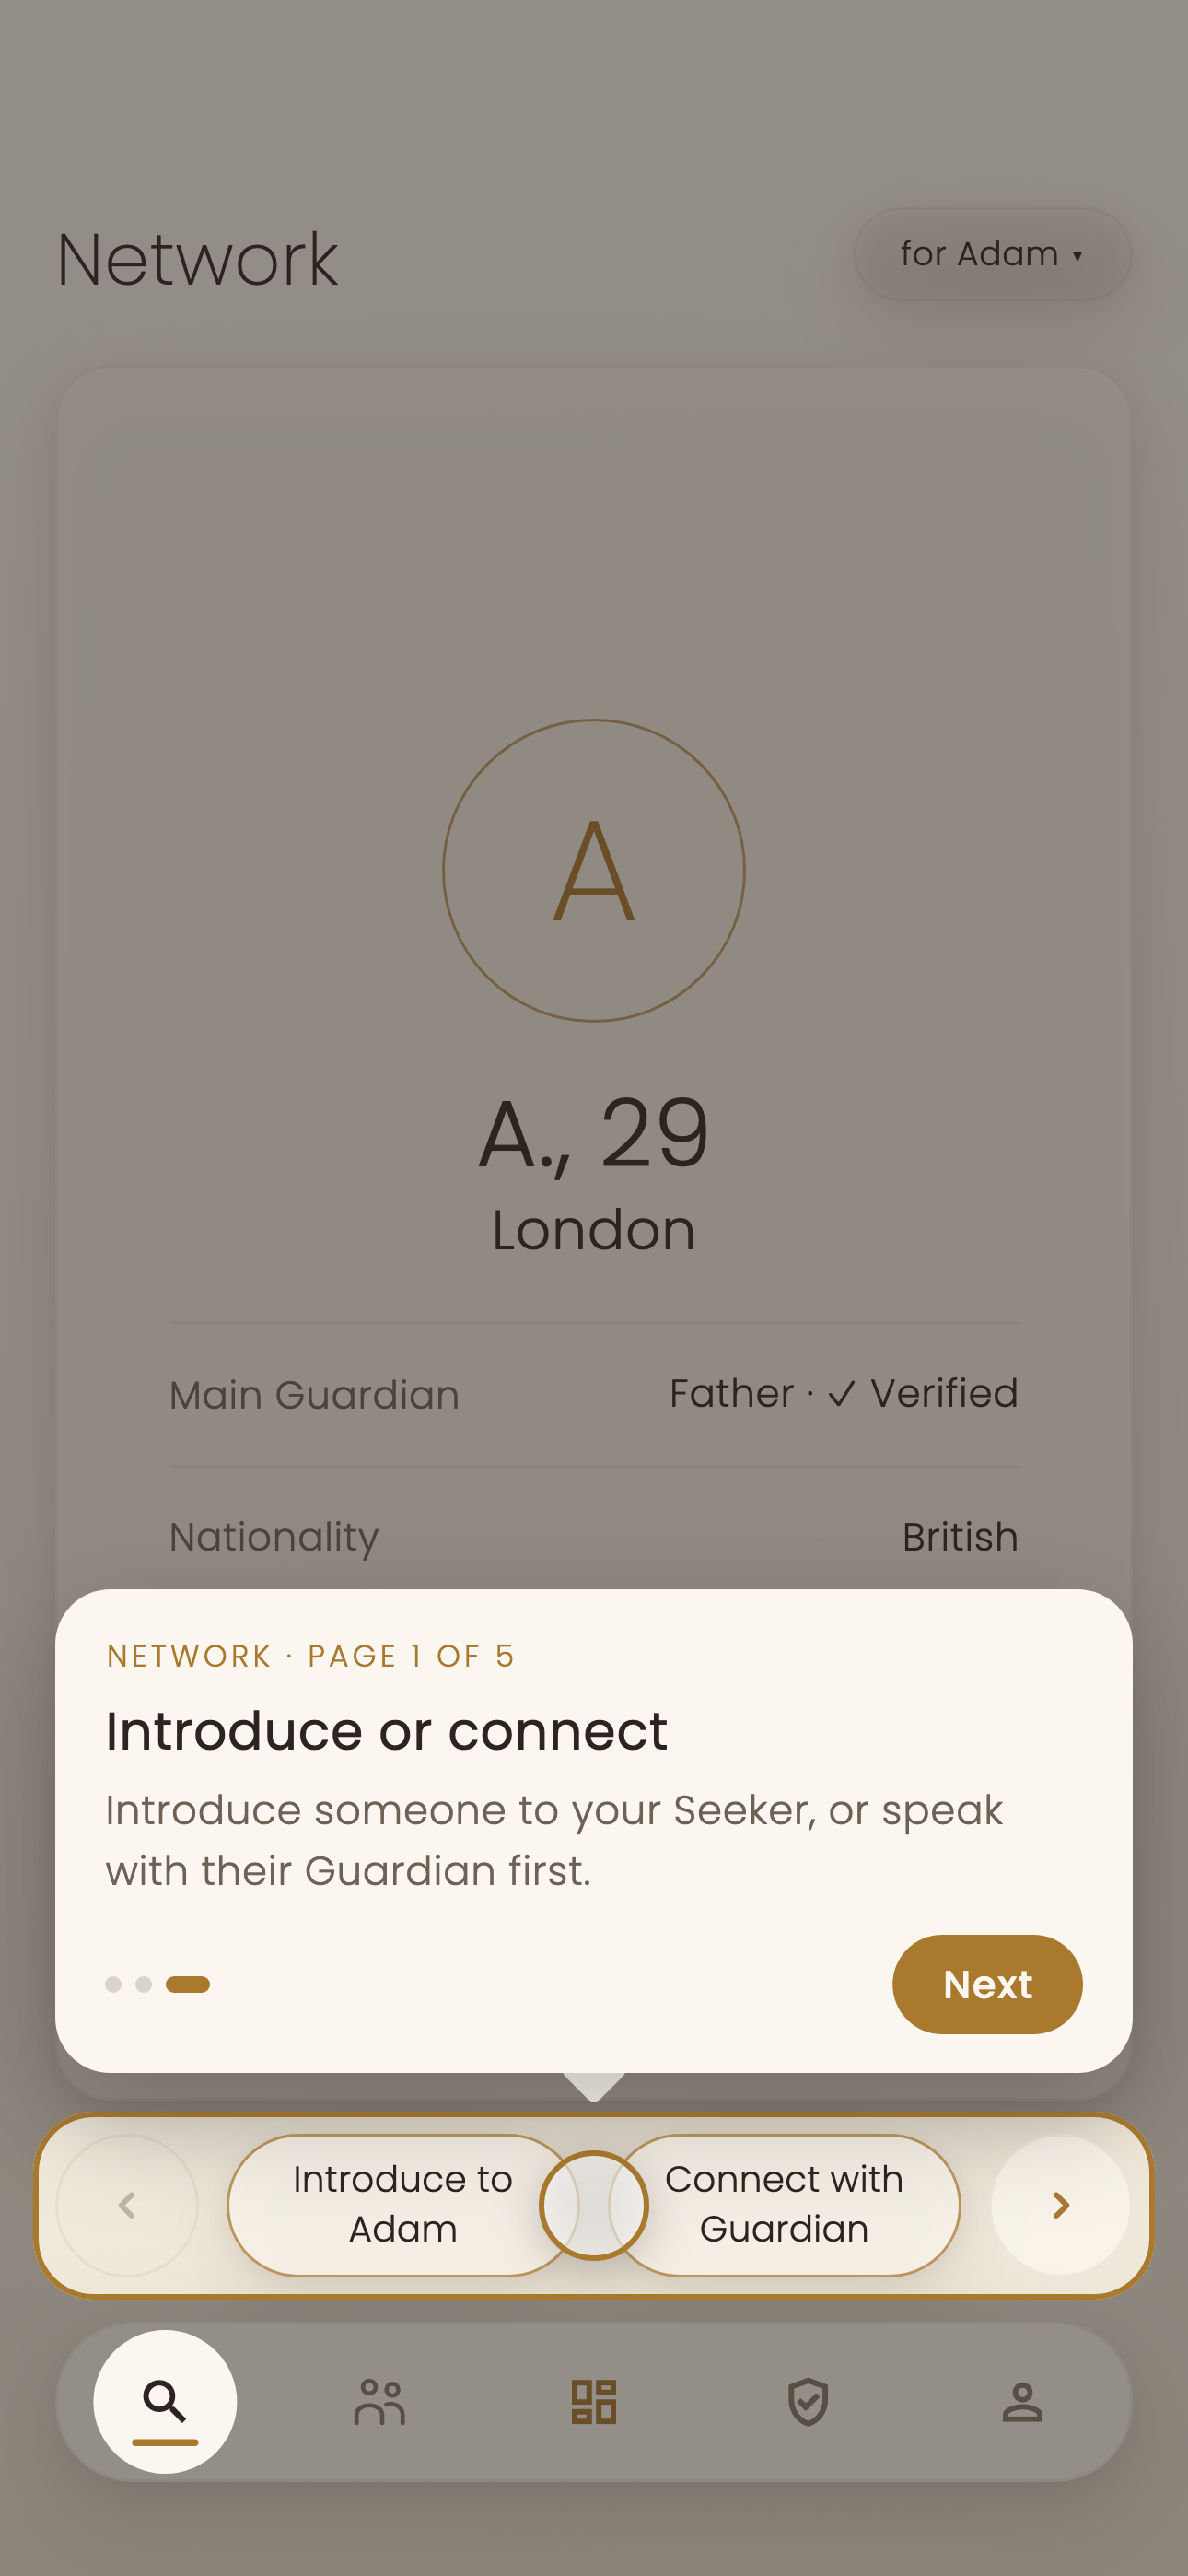 Network
for Adam ▾
A
A., 29
London
Main Guardian Father · ✓ Verified
Nationality British
NETWORK · PAGE 1 OF 5
Introduce or connect
Introduce someone to your Seeker, or speak
with their Guardian first.
Next
Introduce to
Adam
Connect with
Guardian